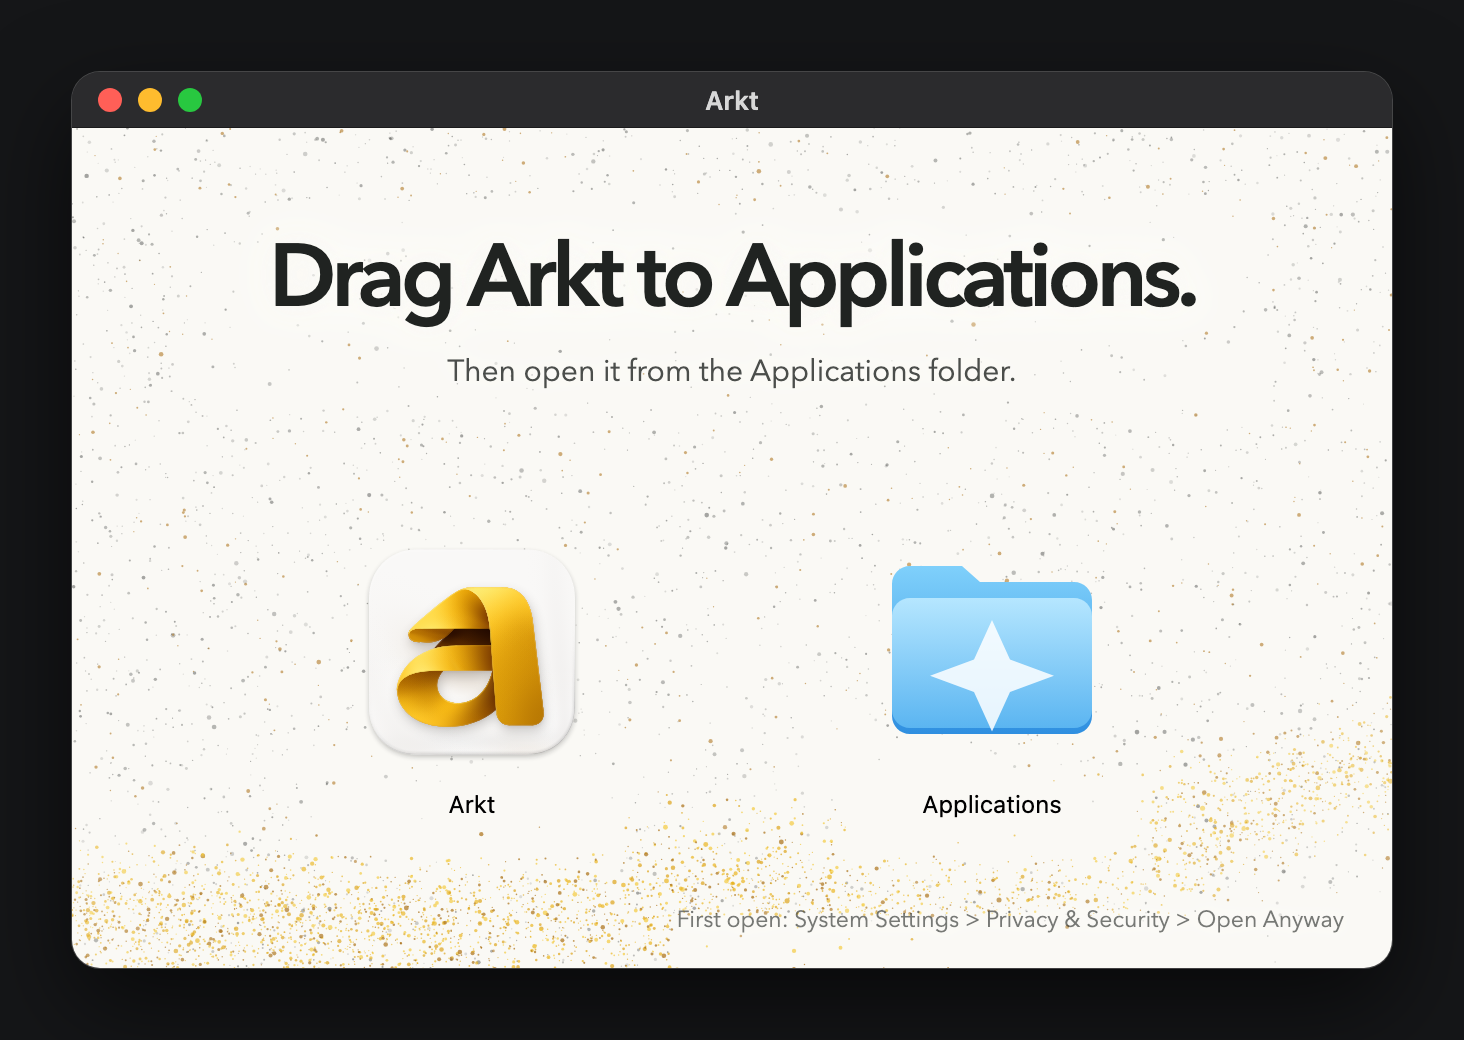 Arkt
Drag Arkt to Applications.
Then open it from the Applications folder.
Arkt
Applications
First open: System Settings > Privacy & Security > Open Anyway